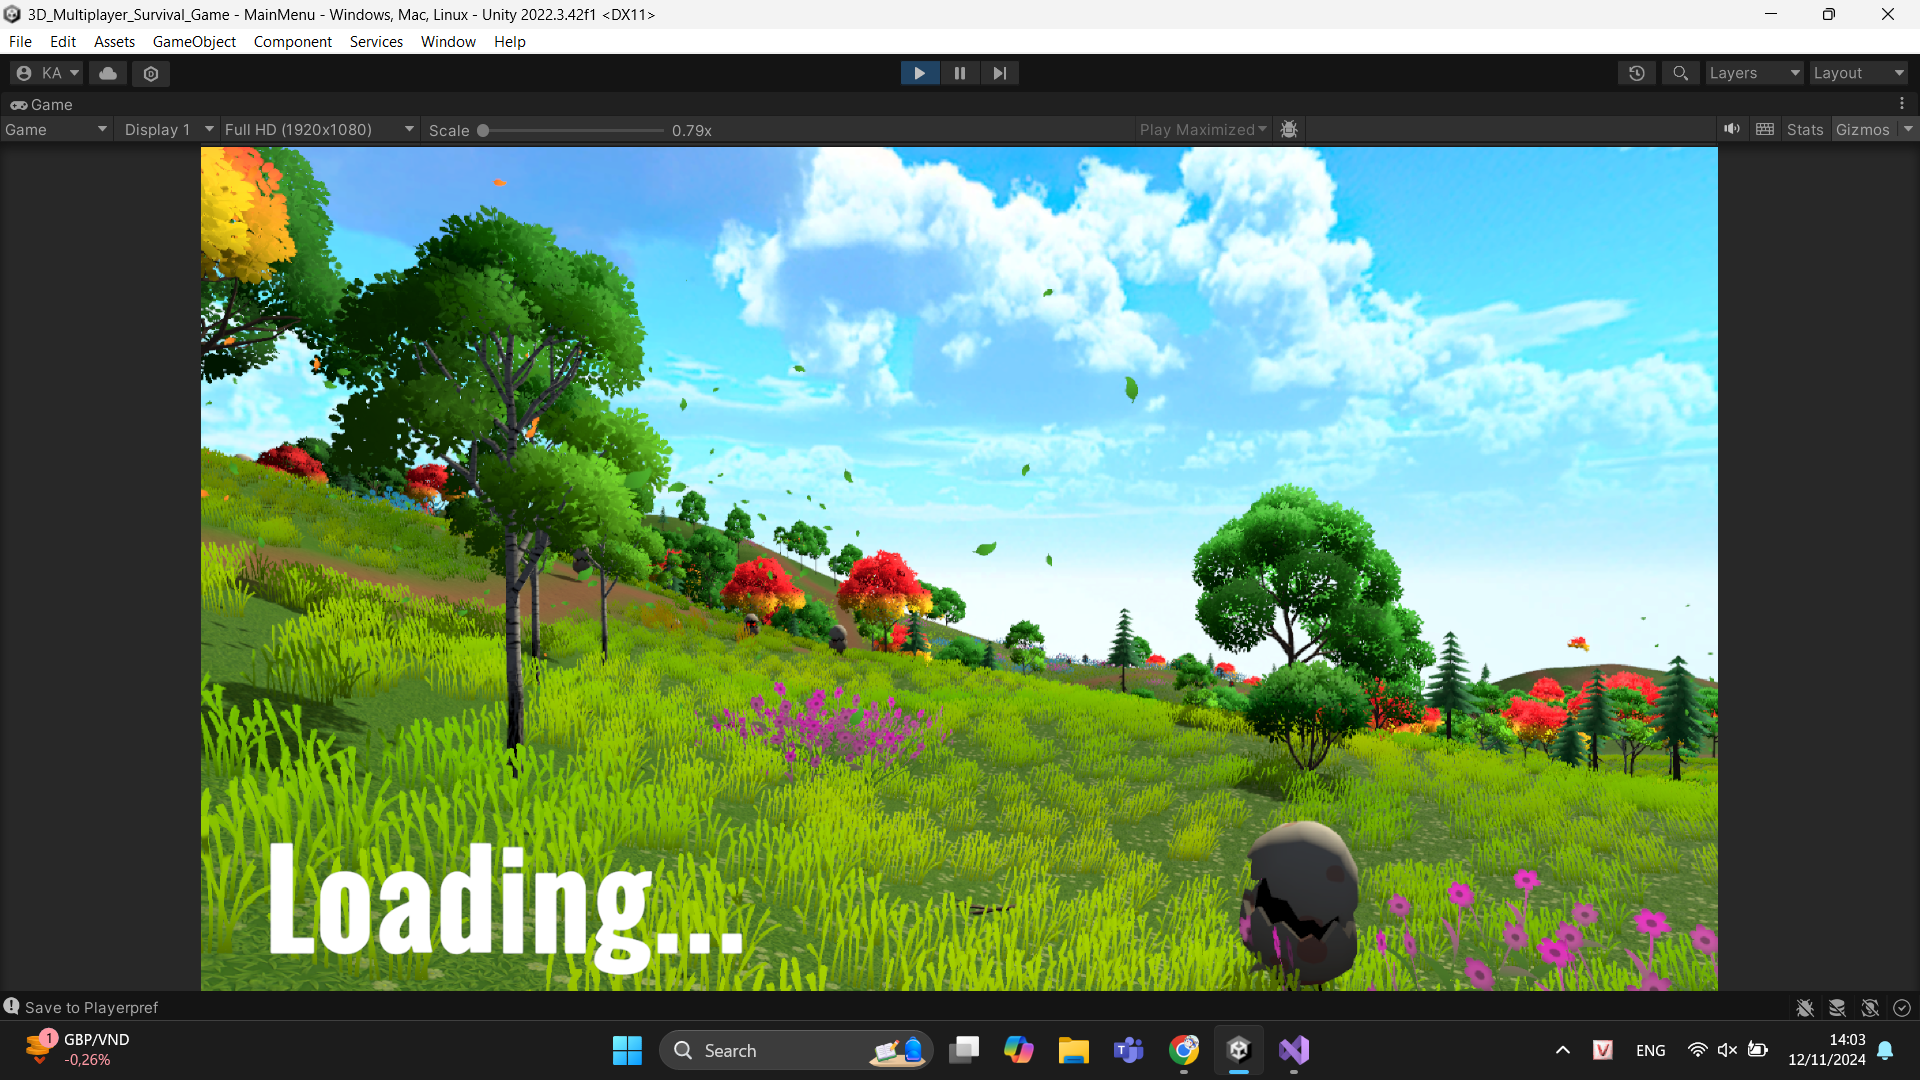 3D_Multiplayer_Survival_Game - MainMenu - Windows, Mac, Linux - Unity 2022.3.42f1 <DX11>
File Edit Assets GameObject Component Services Window Help
KA Layers Layout
Game
Game Display 1 Full HD (1920x1080) Scale 0.79x Play Maximized Stats Gizmos
Loading...
Save to Playerpref
1 GBP/VND
-0,26%
Search
V ENG
14:03
12/11/2024